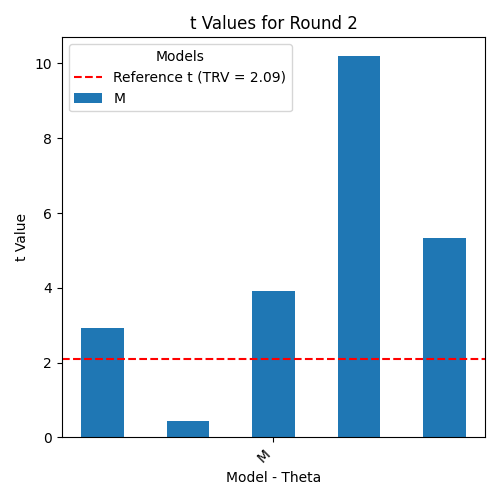 t Values for Round 2
Models
Reference t (TRV = 2.09)
M
10
8
6
4
2
0
t Value
M
Model - Theta